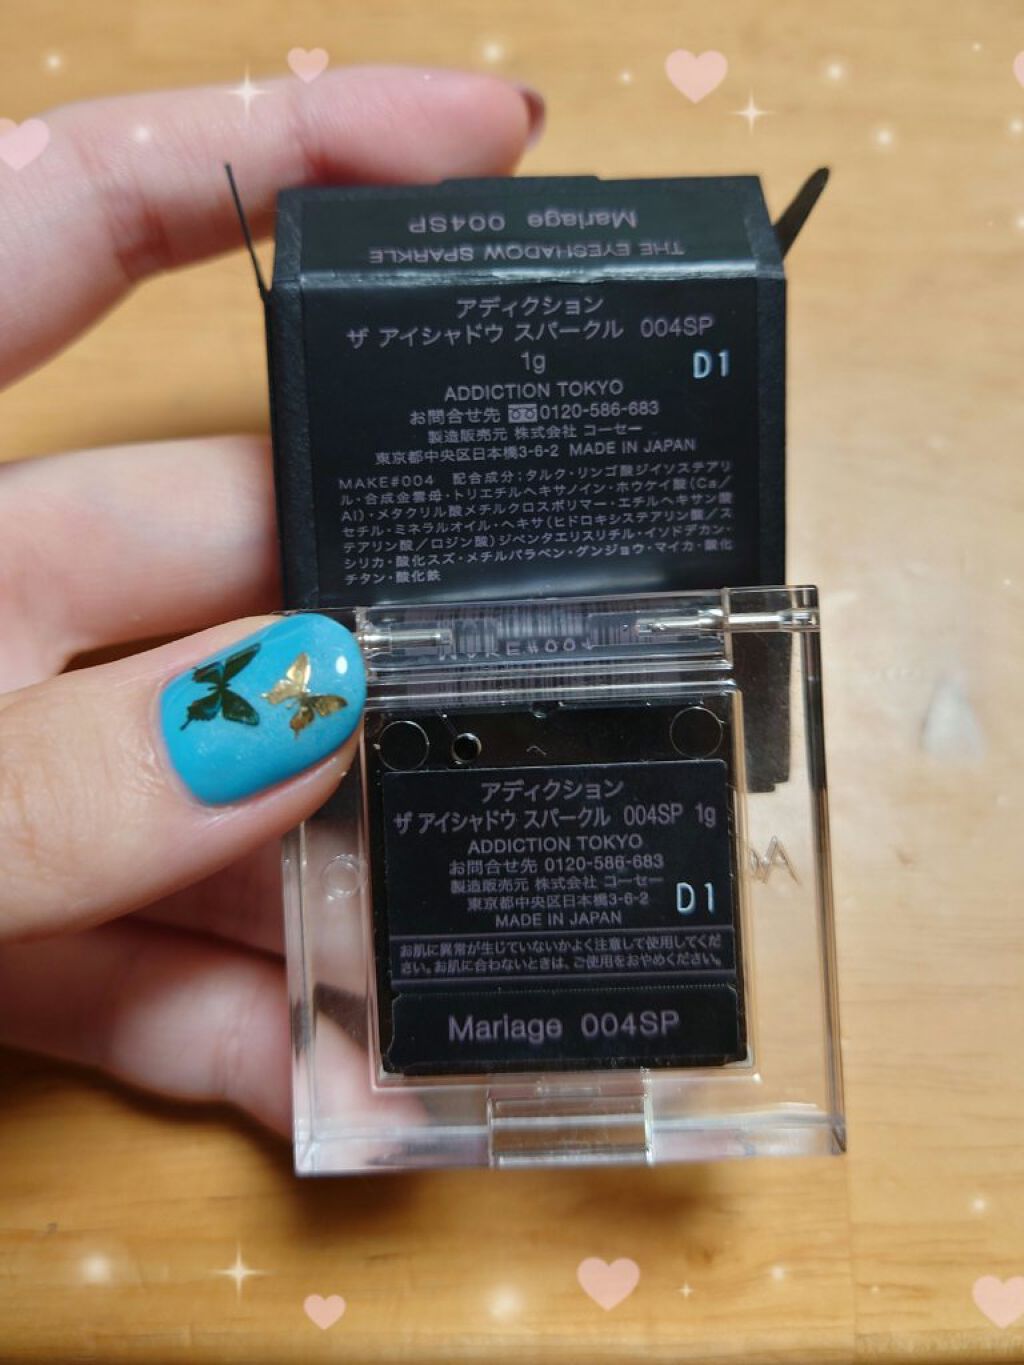 Mariage 004SP
THE EYESHADOW SPARKLE
アディクション
ザ アイシャドウ スパークル 004SP
1g
D1
ADDICTION TOKYO
お問合せ先 0120-586-683
製造販売元 株式会社 コーセー
東京都中央区日本橋3-6-2 MADE IN JAPAN
MAKE#004 配合成分:タルク・リンゴ酸ジイソステアリ
ル・合成金雲母・トリエチルヘキサノイン・ホウケイ酸(Ca/
Al)・メタクリル酸メチルクロスポリマー・エチルヘキサン酸
セチル・ミネラルオイル・ヘキサ(ヒドロキシステアリン酸/ス
テアリン酸/ロジン酸)ジペンタエリスリチル・イソドデカン・
シリカ・酸化スズ・メチルパラベン・グンジョウ・マイカ・酸化
チタン・酸化鉄
MAKE#004
アディクション
ザ アイシャドウ スパークル 004SP 1g
ADDICTION TOKYO
お問合せ先 0120-586-683
製造販売元 株式会社 コーセー
東京都中央区日本橋3-6-2
MADE IN JAPAN
D1
お肌に異常が生じていないかよく注意して使用してくだ
さい。お肌に合わないときは、ご使用をおやめください。
Mariage 004SP